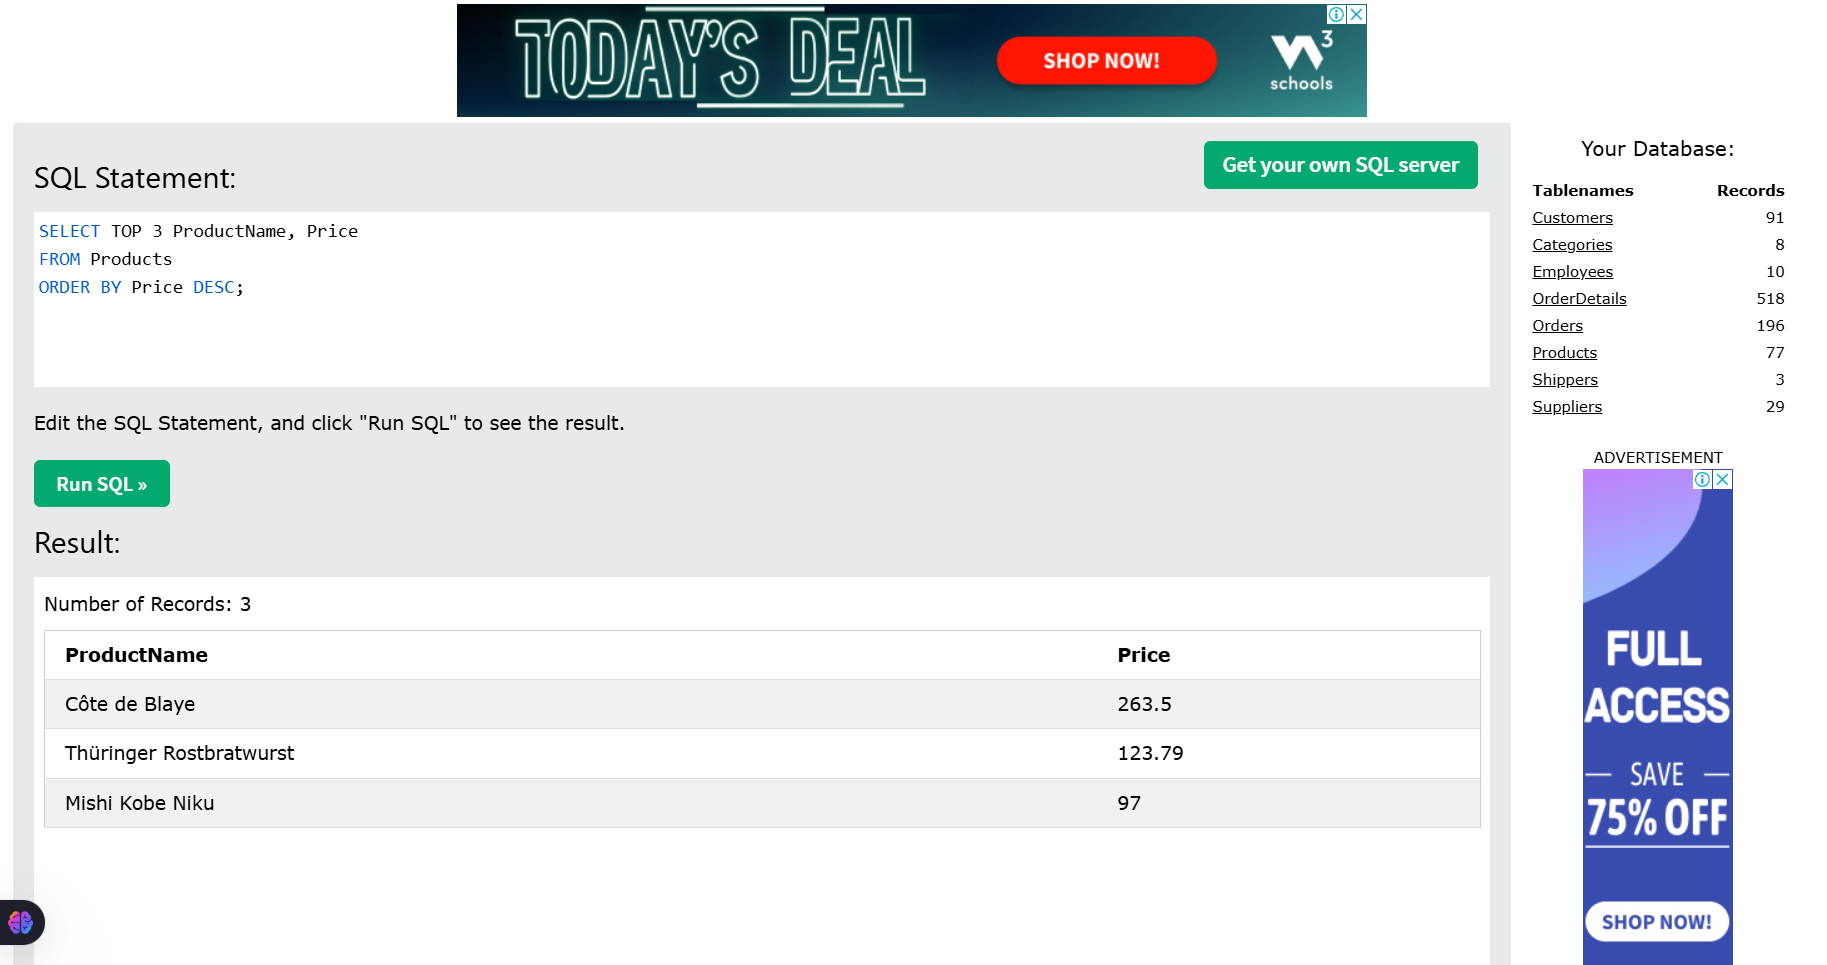 TODAY'S DEAL
SHOP NOW!
W3
schools
SQL Statement:
Get your own SQL server
SELECT TOP 3 ProductName, Price
FROM Products
ORDER BY Price DESC;
Edit the SQL Statement, and click "Run SQL" to see the result.
Run SQL »
Result:
Number of Records: 3
ProductName Price
Côte de Blaye 263.5
Thüringer Rostbratwurst 123.79
Mishi Kobe Niku 97
Your Database:
Tablenames Records
Customers 91
Categories 8
Employees 10
OrderDetails 518
Orders 196
Products 77
Shippers 3
Suppliers 29
ADVERTISEMENT
FULL
ACCESS
SAVE
75% OFF
SHOP NOW!